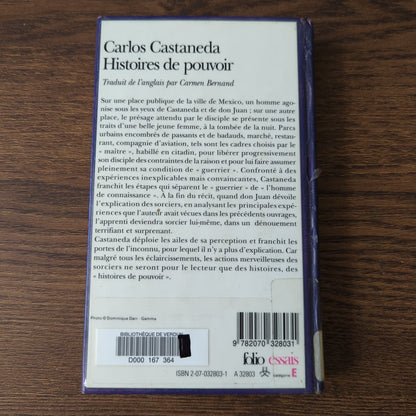 Carlos Castaneda
Histoires de pouvoir
Traduit de l'anglais par Carmen Bernand
Sur une place publique de la ville de Mexico, un homme ago-
nise sous les yeux de Castaneda et de don Juan ; sur une autre
place, le présage attendu par le disciple se présente sous les
traits d'une belle jeune femme, à la tombée de la nuit. Parcs
urbains encombrés de passants et de badauds, marché, restau-
rant, compagnie d'aviation, tels sont les cadres choisis par le
« maître », habillé en citadin, pour libérer progressivement
son disciple des contraintes de la raison et pour lui faire assumer
pleinement sa condition de « guerrier ». Confronté à des
expériences inexplicables mais convaincantes, Castaneda
franchit les étapes qui séparent le « guerrier » de « l'homme
de connaissance ». À la fin du récit, quand don Juan dévoile
l'explication des sorciers, en analysant les principales expé-
riences que l'auteur avait vécues dans les précédents ouvrages,
l'apprenti deviendra sorcier lui-même, dans un dénouement
terrifiant et surprenant.
Castaneda déploie les ailes de sa perception et franchit les
portes de l'inconnu, pour lequel il n'y a plus d'explication. Car
malgré tous les éclaircissements, les actions merveilleuses des
sorciers ne seront pour le lecteur que des histoires, des
« histoires de pouvoir ».
Photo © Dominique Darr - Gamma
BIBLIOTHÈQUE DE
D000 167 364
9 782070 328031
folio essais
ISBN 2-07-032803-1 A 32803
catégorie E